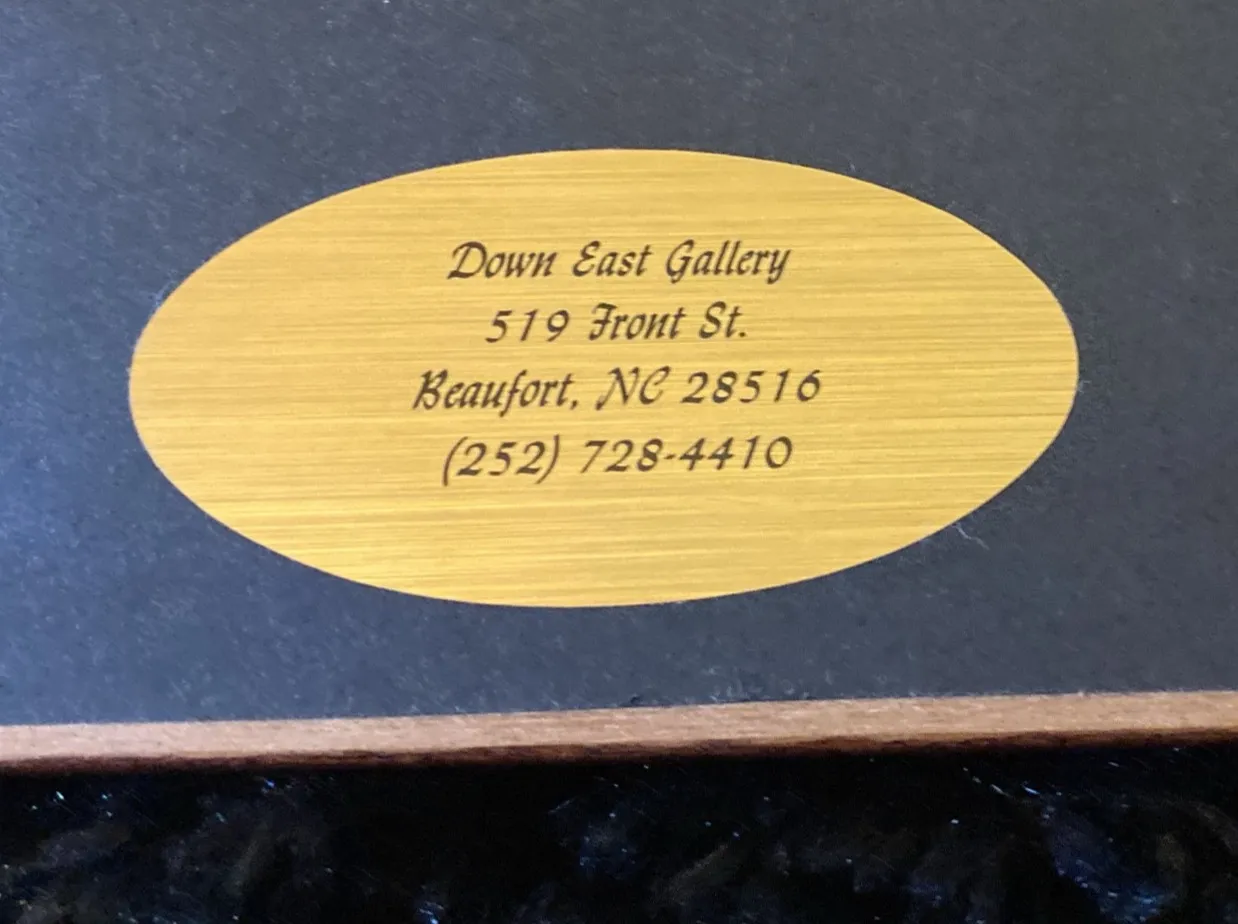 Down East Gallery
519 Front St.
Beaufort, NC 28516
(252) 728-4410